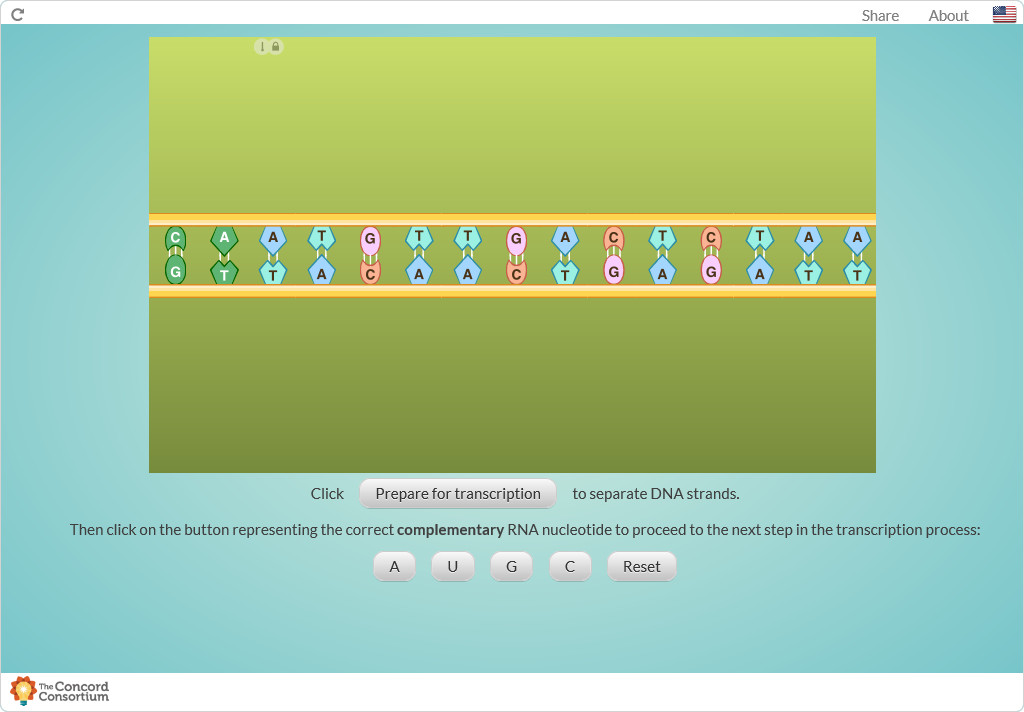 Share About
C A A T G T T G A C T C T A A
G T T A C A A C T G A G A T T
Click Prepare for transcription to separate DNA strands.
Then click on the button representing the correct complementary RNA nucleotide to proceed to the next step in the transcription process:
A U G C Reset
The Concord
Consortium